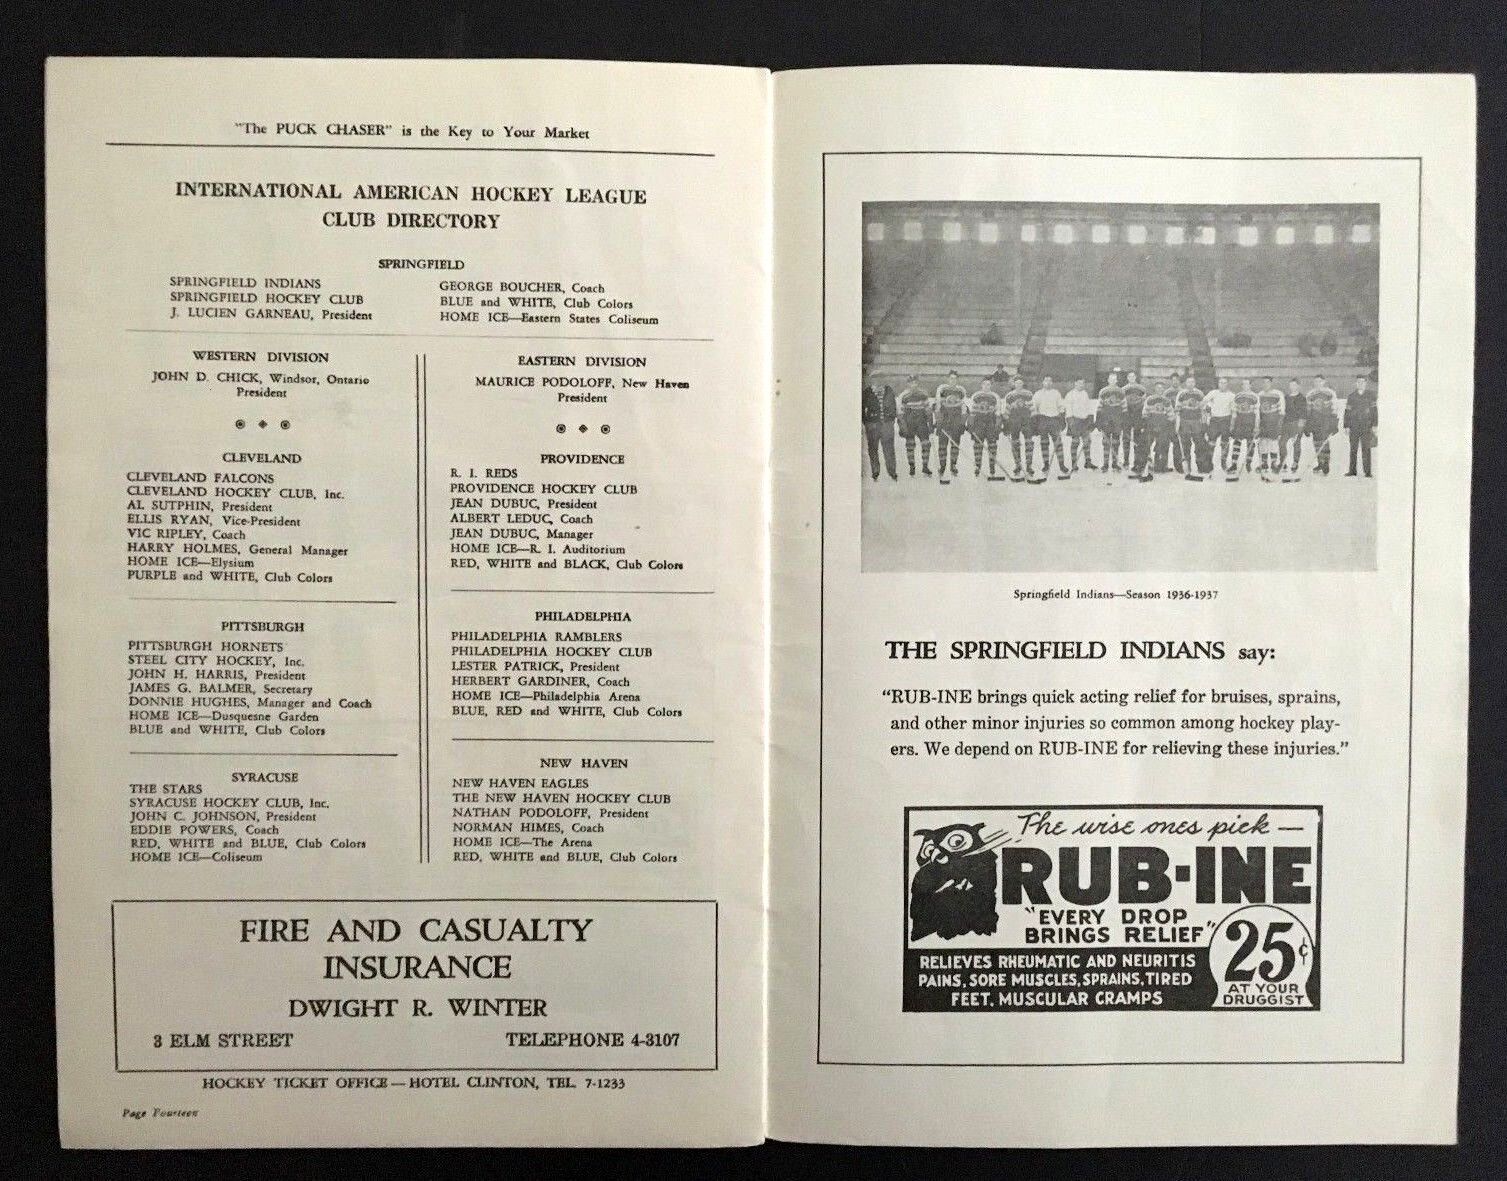 "The PUCK CHASER" is the Key to Your Market
INTERNATIONAL AMERICAN HOCKEY LEAGUE
CLUB DIRECTORY
SPRINGFIELD
SPRINGFIELD INDIANS
SPRINGFIELD HOCKEY CLUB
J. LUCIEN GARNEAU, President
GEORGE BOUCHER, Coach
BLUE and WHITE, Club Colors
HOME ICE—Eastern States Coliseum
WESTERN DIVISION
JOHN D. CHICK, Windsor, Ontario
President
CLEVELAND
CLEVELAND FALCONS
CLEVELAND HOCKEY CLUB, Inc.
AL SUTPHIN, President
ELLIS RYAN, Vice-President
VIC RIPLEY, Coach
HARRY HOLMES, General Manager
HOME ICE—Elysium
PURPLE and WHITE, Club Colors
PITTSBURGH
PITTSBURGH HORNETS
STEEL CITY HOCKEY, Inc.
JOHN H. HARRIS, President
JAMES G. BALMER, Secretary
DONNIE HUGHES, Manager and Coach
HOME ICE—Dusquesne Garden
BLUE and WHITE, Club Colors
SYRACUSE
THE STARS
SYRACUSE HOCKEY CLUB, Inc.
JOHN C. JOHNSON, President
EDDIE POWERS, Coach
RED, WHITE and BLUE, Club Colors
HOME ICE—Coliseum
EASTERN DIVISION
MAURICE PODOLOFF, New Haven
President
PROVIDENCE
R. I. REDS
PROVIDENCE HOCKEY CLUB
JEAN DUBUC, President
ALBERT LEDUC, Coach
JEAN DUBUC, Manager
HOME ICE—R. I. Auditorium
RED, WHITE and BLACK, Club Colors
PHILADELPHIA
PHILADELPHIA RAMBLERS
PHILADELPHIA HOCKEY CLUB
LESTER PATRICK, President
HERBERT GARDINER, Coach
HOME ICE—Philadelphia Arena
BLUE, RED and WHITE, Club Colors
NEW HAVEN
NEW HAVEN EAGLES
THE NEW HAVEN HOCKEY CLUB
NATHAN PODOLOFF, President
NORMAN HIMES, Coach
HOME ICE—The Arena
RED, WHITE and BLUE, Club Colors
FIRE AND CASUALTY
INSURANCE
DWIGHT R. WINTER
3 ELM STREET TELEPHONE 4-3107
HOCKEY TICKET OFFICE — HOTEL CLINTON, TEL. 7-1233
Page Fourteen
Springfield Indians—Season 1936-1937
THE SPRINGFIELD INDIANS say:
"RUB-INE brings quick acting relief for bruises, sprains,
and other minor injuries so common among hockey play-
ers. We depend on RUB-INE for relieving these injuries."
The wise ones pick —
RUB-INE
"EVERY DROP
BRINGS RELIEF"
RELIEVES RHEUMATIC AND NEURITIS
PAINS, SORE MUSCLES, SPRAINS, TIRED
FEET, MUSCULAR CRAMPS
25¢
AT YOUR
DRUGGIST